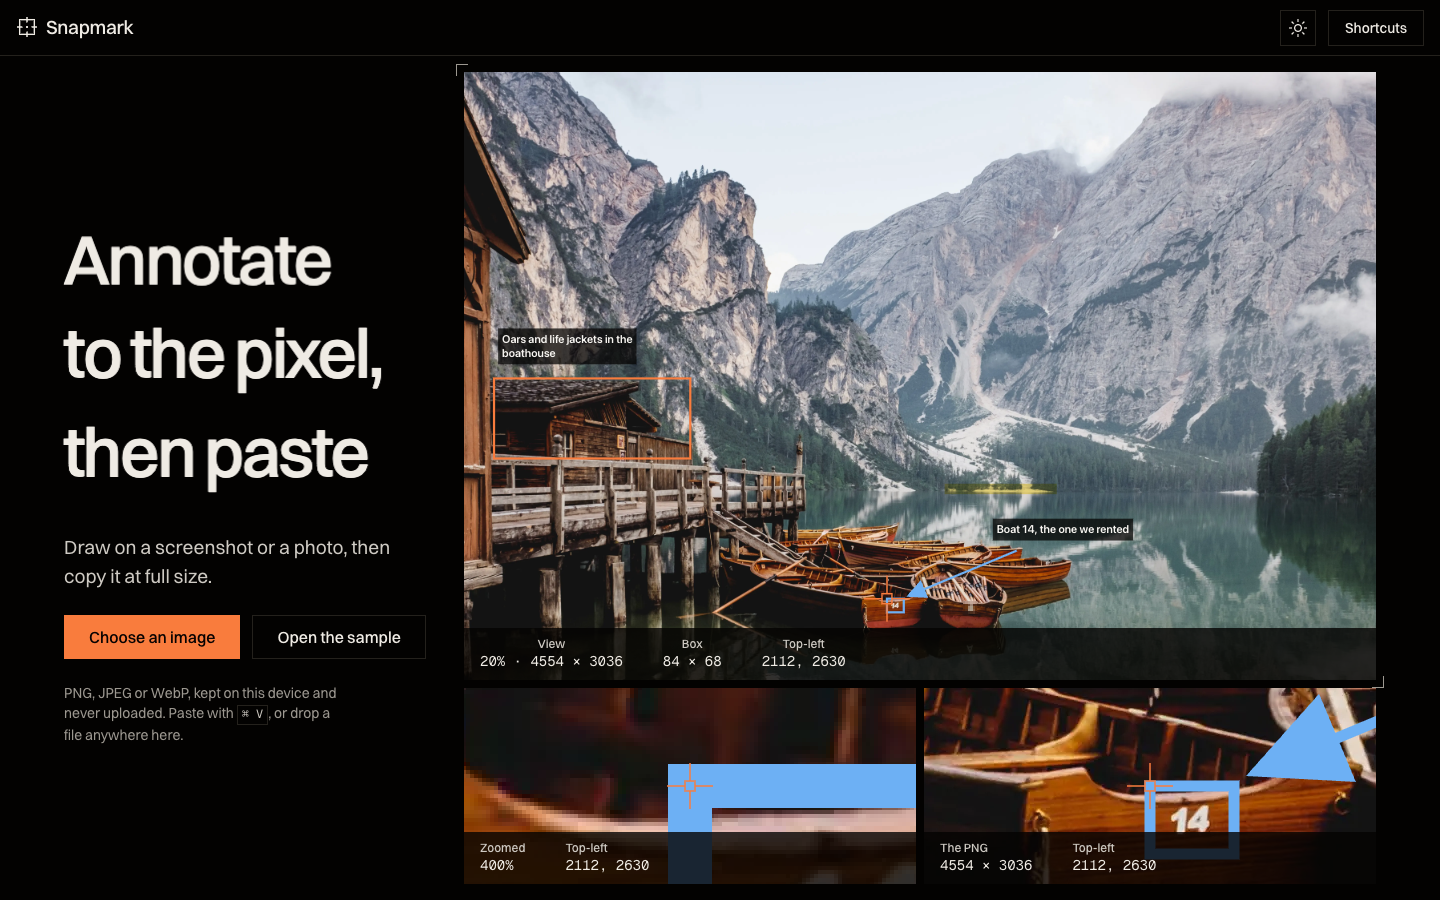 Snapmark
Shortcuts
Annotate
to the pixel,
then paste
Draw on a screenshot or a photo, then
copy it at full size.
Choose an image
Open the sample
PNG, JPEG or WebP, kept on this device and
never uploaded. Paste with ⌘ V, or drop a
file anywhere here.
Oars and life jackets in the
boathouse
Boat 14, the one we rented
14
View
20% · 4554 × 3036
Box
84 × 68
Top-left
2112, 2630
Zoomed
400%
Top-left
2112, 2630
14
The PNG
4554 × 3036
Top-left
2112, 2630